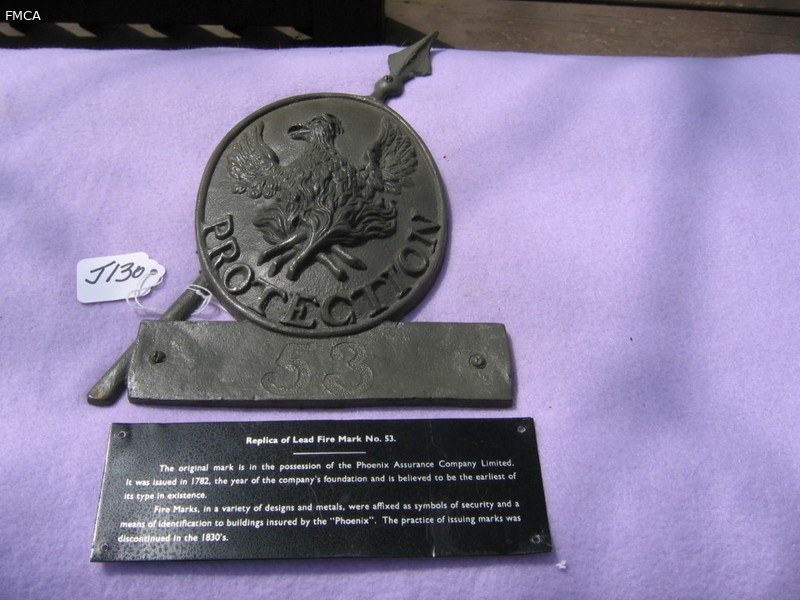 FMCA
J130
PROTECTION
53
Replica of Lead Fire Mark No. 53.
The original mark is in the possession of the Phoenix Assurance Company Limited.
It was issued in 1782, the year of the company's foundation and is believed to be the earliest of
its type in existence.
Fire Marks, in a variety of designs and metals, were affixed as symbols of security and a
means of identification to buildings insured by the "Phoenix". The practice of issuing marks was
discontinued in the 1830's.